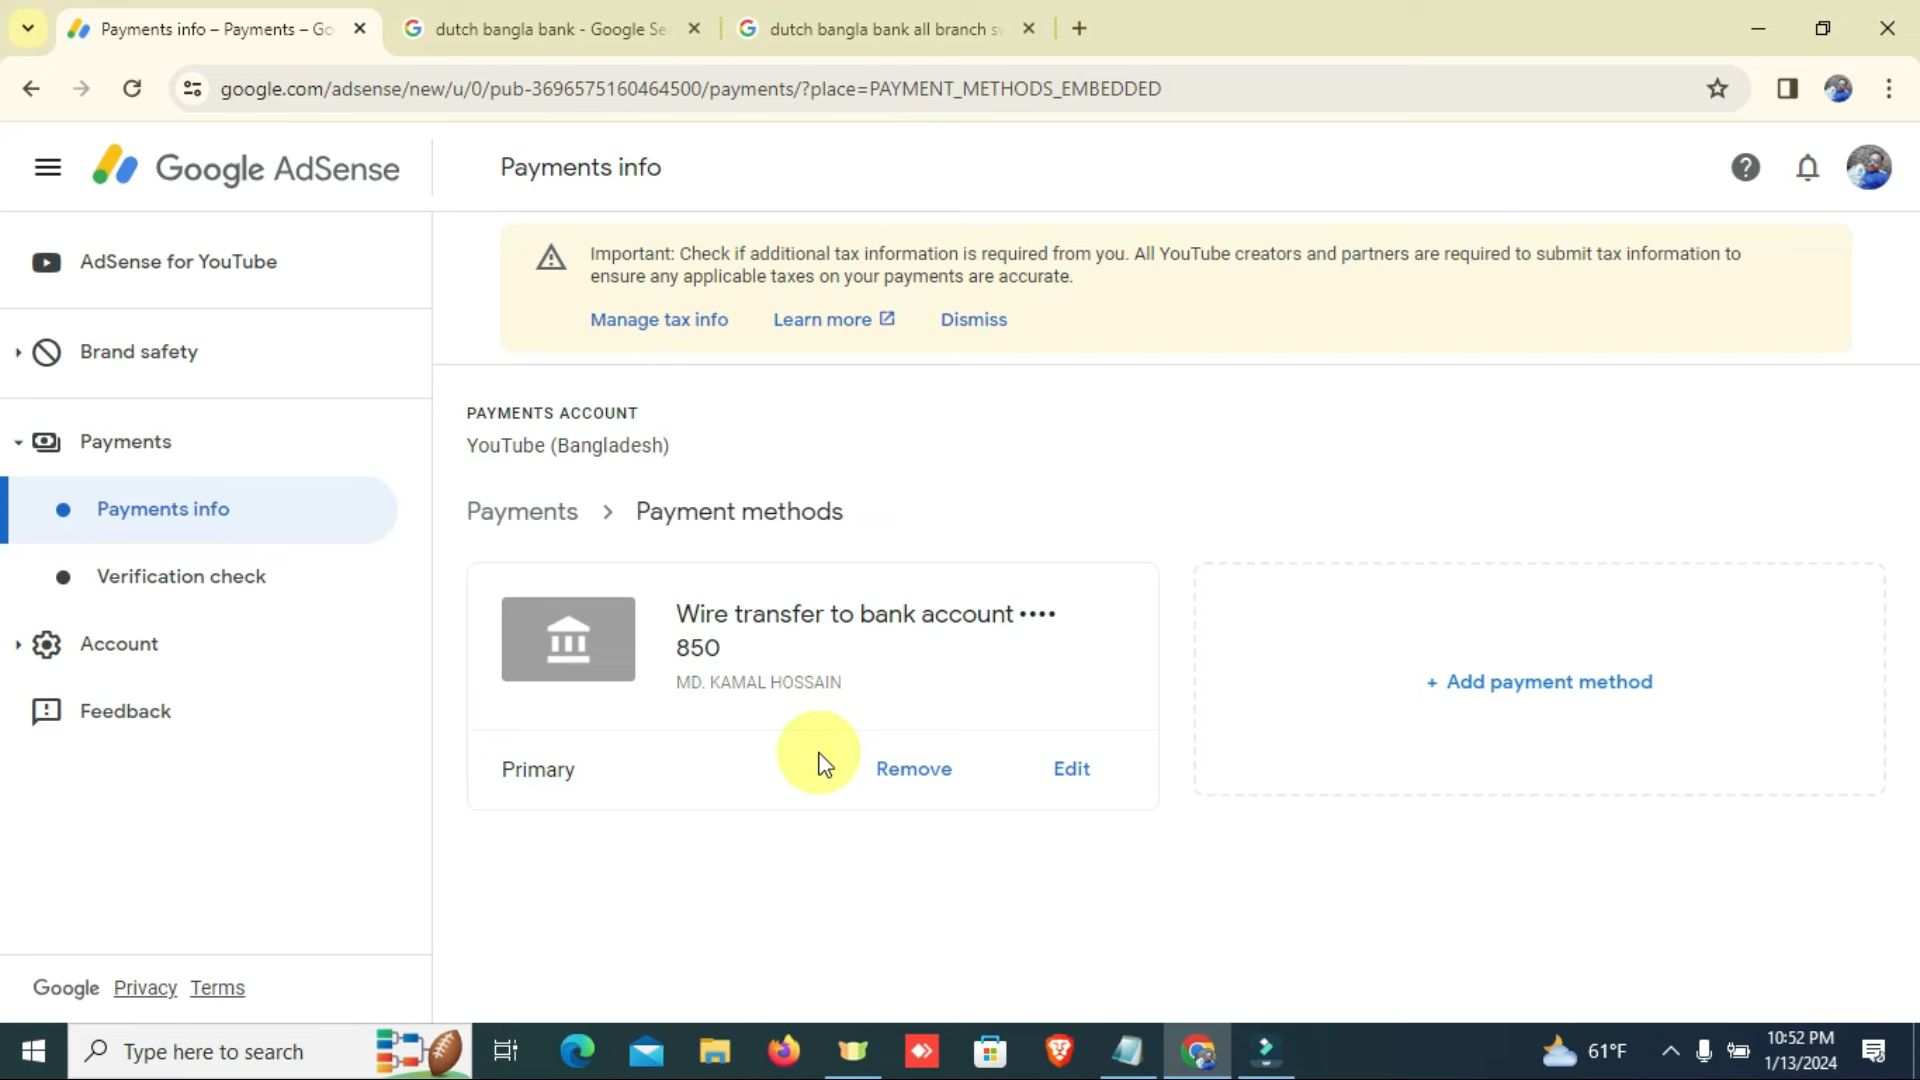 Payments info – Payments – Go
dutch bangla bank - Google Se
dutch bangla bank all branch sw
google.com/adsense/new/u/0/pub-3696575160464500/payments/?place=PAYMENT_METHODS_EMBEDDED
Google AdSense
Payments info
AdSense for YouTube
Brand safety
Payments
Payments info
Verification check
Account
Feedback
Google Privacy Terms
Important: Check if additional tax information is required from you. All YouTube creators and partners are required to submit tax information to
ensure any applicable taxes on your payments are accurate.
Manage tax info Learn more Dismiss
PAYMENTS ACCOUNT
YouTube (Bangladesh)
Payments > Payment methods
Wire transfer to bank account ••••
850
MD. KAMAL HOSSAIN
Primary Remove Edit
+ Add payment method
Type here to search
61°F
10:52 PM
1/13/2024